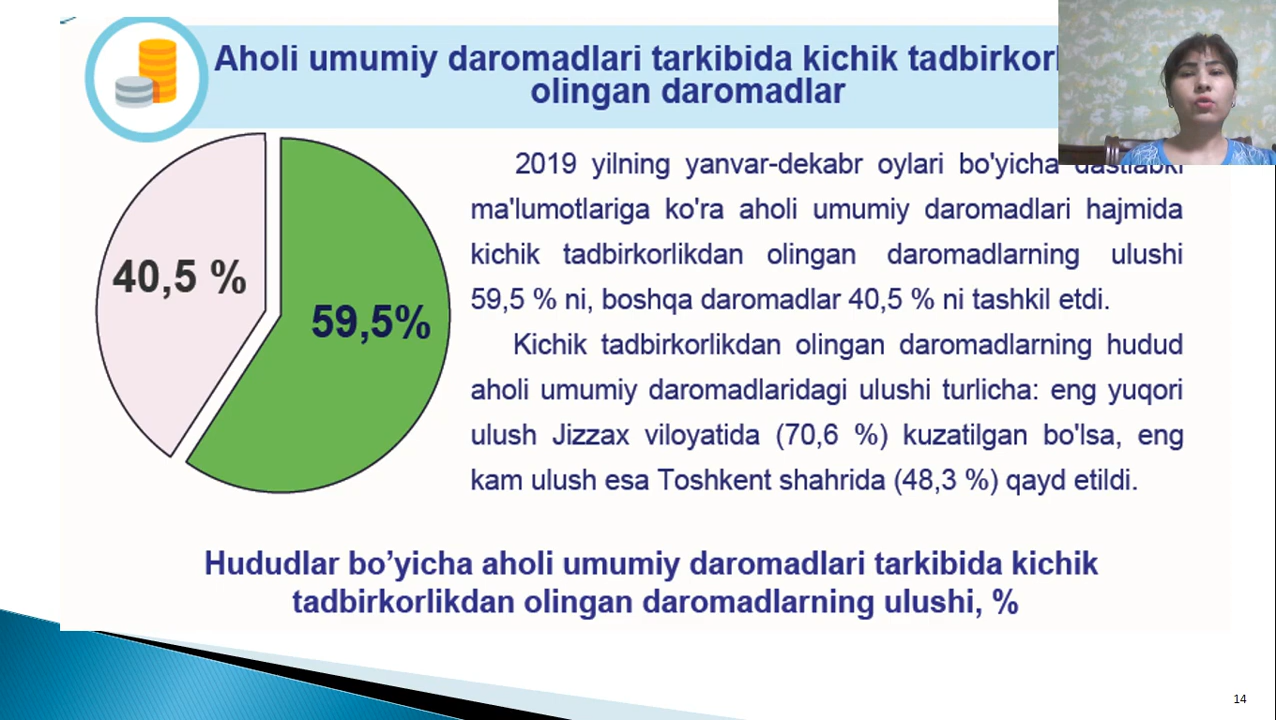 Aholi umumiy daromadlari tarkibida kichik
olingan daromadlar
40,5 %
59,5%
2019 yilning yanvar-dekabr oylari bo'yicha dastlabki
ma'lumotlariga ko'ra aholi umumiy daromadlari hajmida
kichik tadbirkorlikdan olingan daromadlarning ulushi
59,5 % ni, boshqa daromadlar 40,5 % ni tashkil etdi.
Kichik tadbirkorlikdan olingan daromadlarning hudud
aholi umumiy daromadlaridagi ulushi turlicha: eng yuqori
ulush Jizzax viloyatida (70,6 %) kuzatilgan bo'lsa, eng
kam ulush esa Toshkent shahrida (48,3 %) qayd etildi.
Hududlar bo’yicha aholi umumiy daromadlari tarkibida kichik
tadbirkorlikdan olingan daromadlarning ulushi, %
14